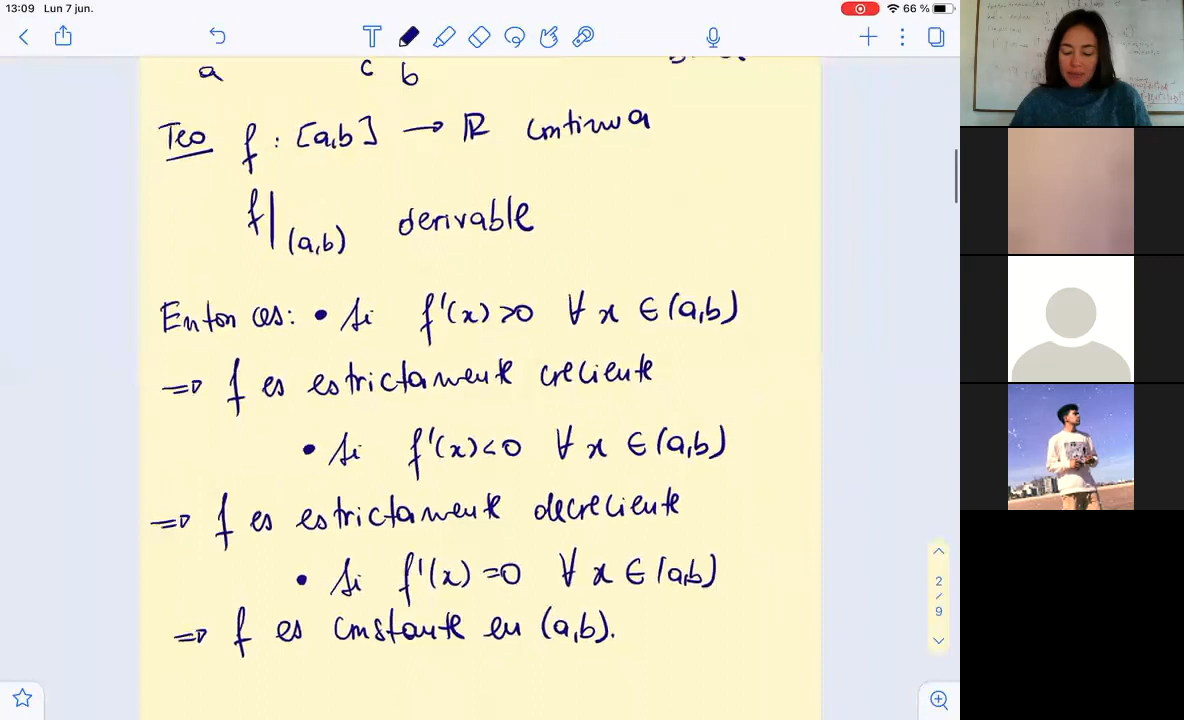 13:09 Lun 7 jun.
66 %
a c b
Teo f : [a,b] → ℝ continua
f|(a,b) derivable
Entonces: • Si f'(x)>0 ∀ x ∈ (a,b)
⇒ f es estrictamente creciente
• Si f'(x)<0 ∀ x ∈ (a,b)
⇒ f es estrictamente decreciente
• Si f'(x)=0 ∀ x ∈ (a,b)
⇒ f es constante en (a,b).
2
/
9